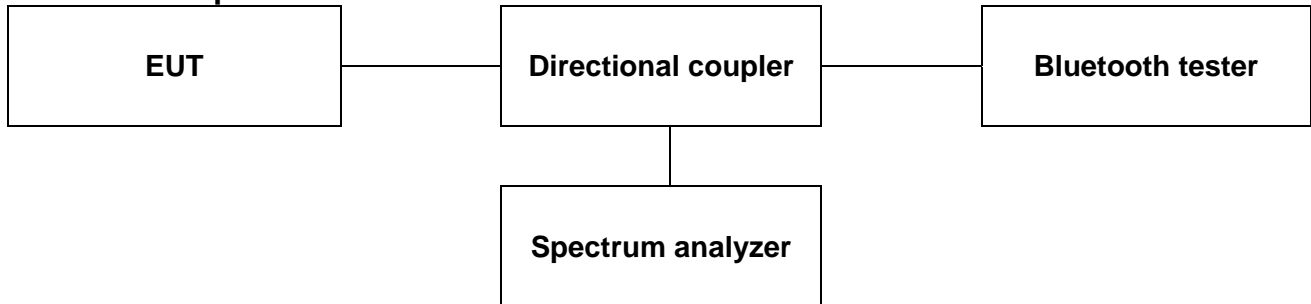 EUT
Directional coupler
Bluetooth tester
Spectrum analyzer